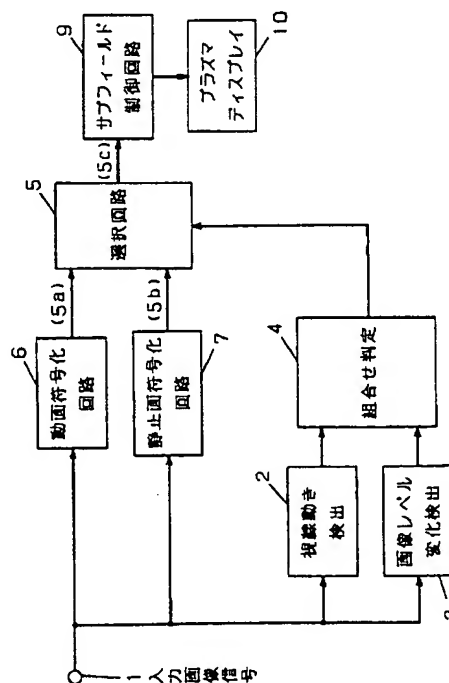 1
入力画像信号
6
動画符号化
回路
(5a)
7
静止画符号化
回路
(5b)
2
視線動き
検出
画像レベル
変化検出
4
組合せ判定
5
選択回路
(5c)
9
サブフィールド
制御回路
プラズマ
ディスプレイ
10